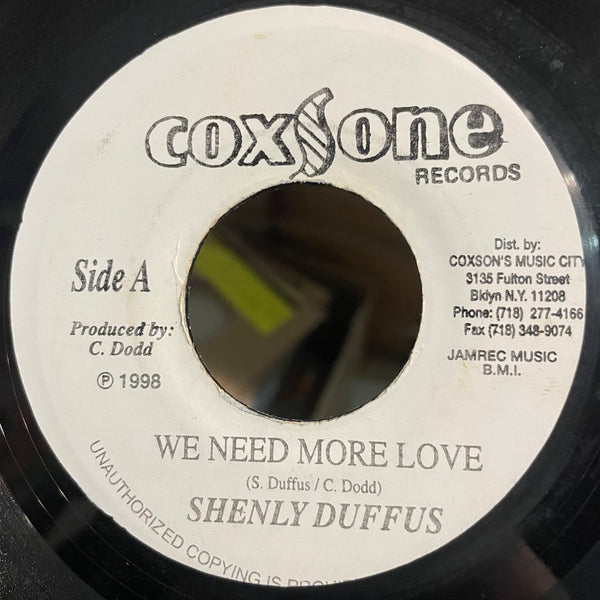 coxsone
RECORDS
Side A
Produced by:
C. Dodd
℗ 1998
Dist. by:
COXSON'S MUSIC CITY
3135 Fulton Street
Bklyn N.Y. 11208
Phone: (718) 277-4166
Fax (718) 348-9074
JAMREC MUSIC
B.M.I.
WE NEED MORE LOVE
(S. Duffus / C. Dodd)
SHENLY DUFFUS
UNAUTHORIZED COPYING IS